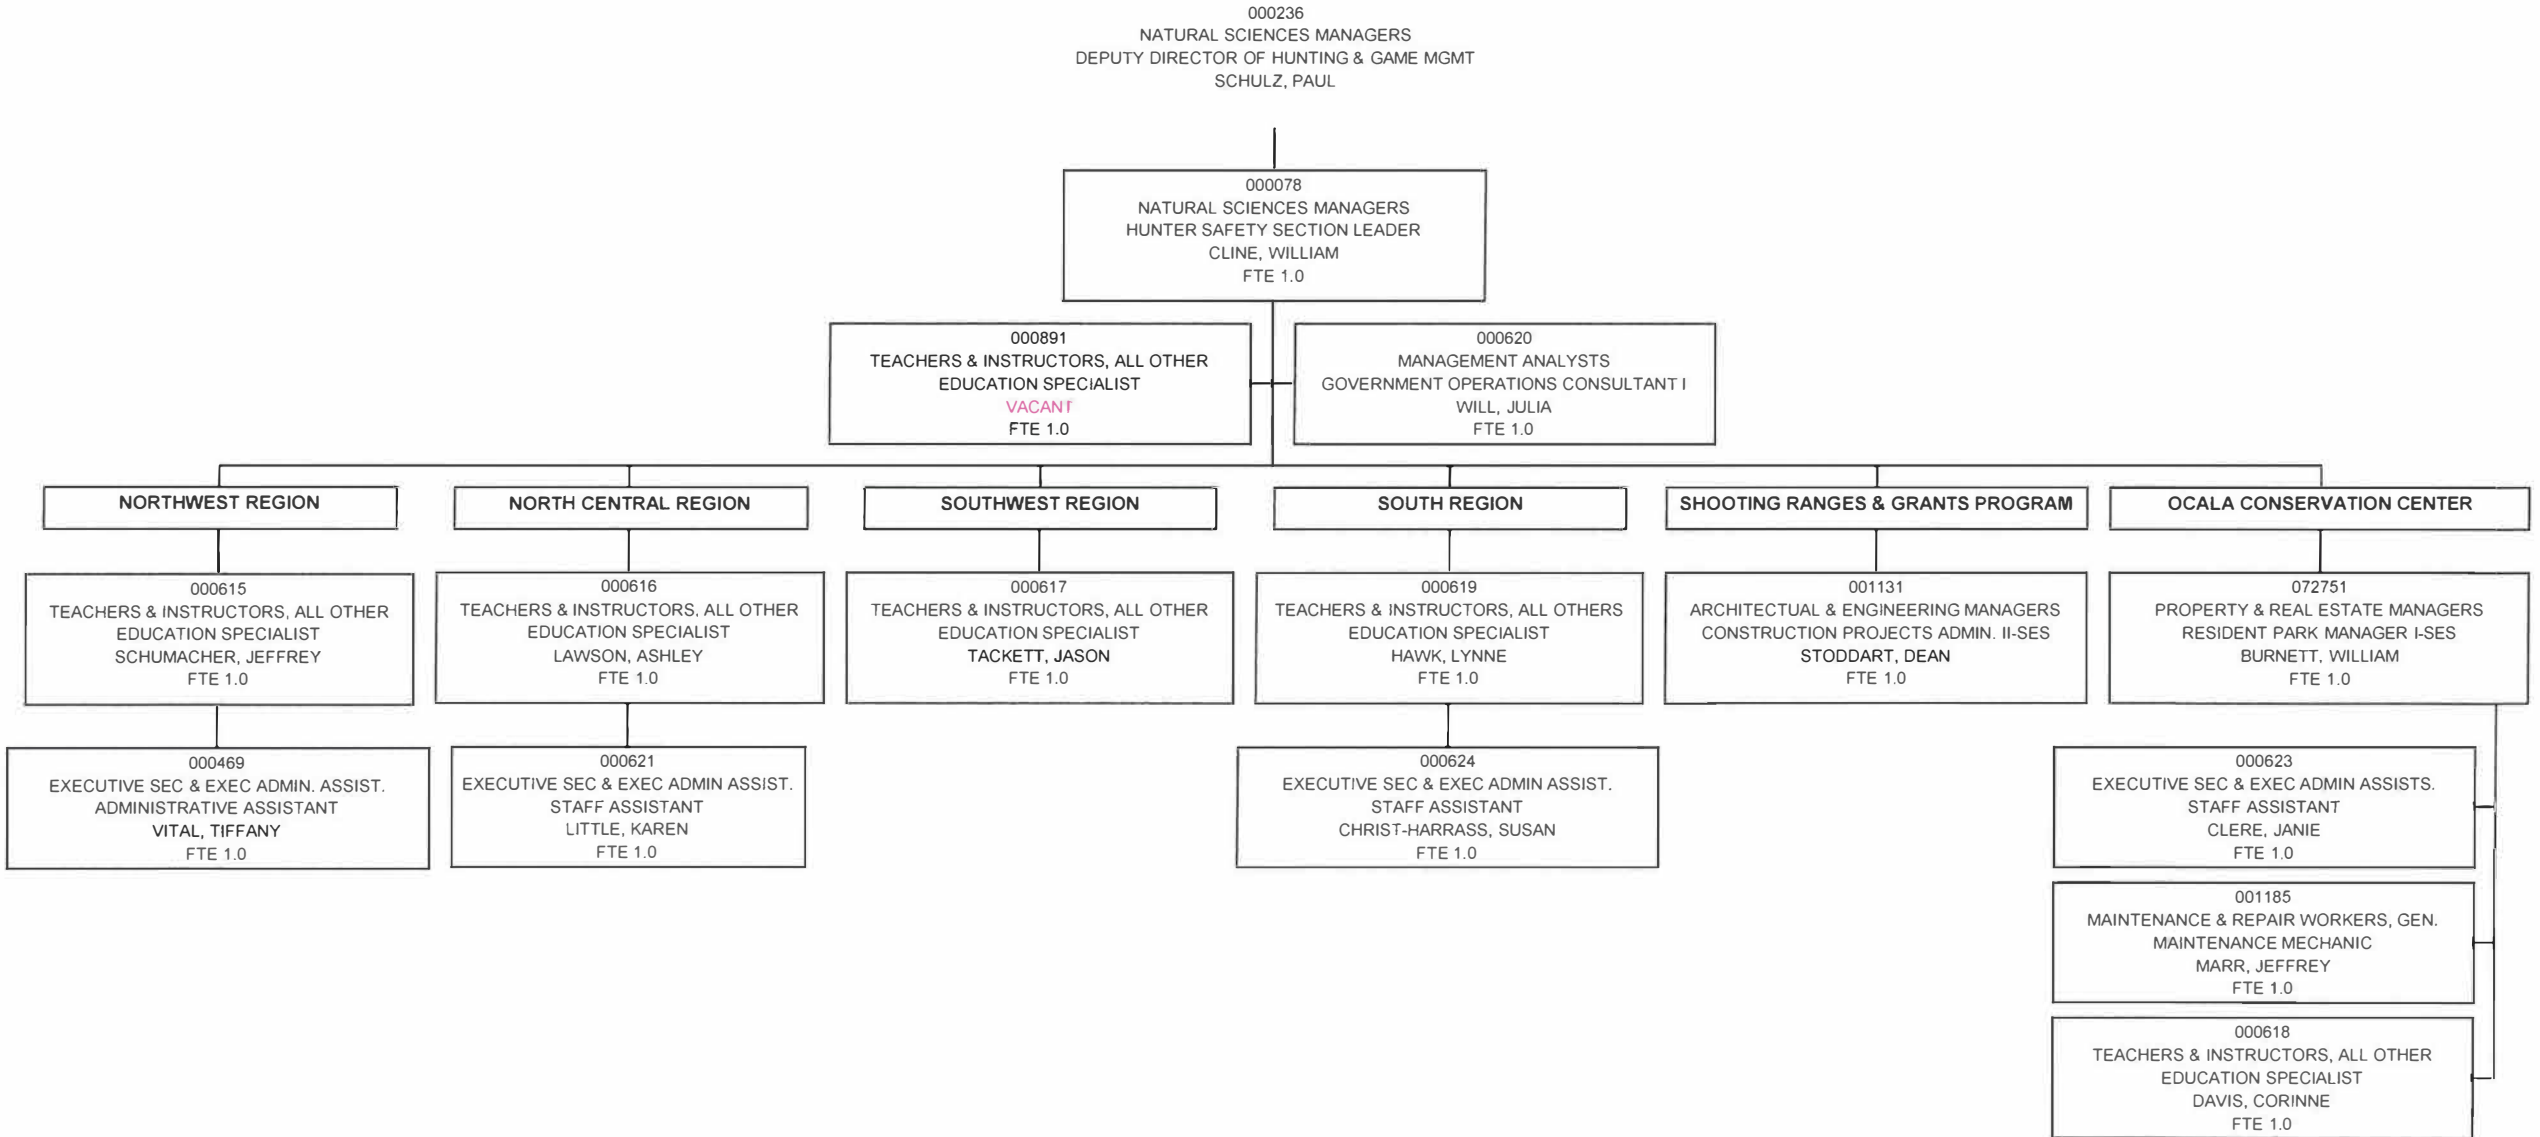 000236
NATURAL SCIENCES MANAGERS
DEPUTY DIRECTOR OF HUNTING & GAME MGMT
SCHULZ, PAUL
000078
NATURAL SCIENCES MANAGERS
HUNTER SAFETY SECTION LEADER
CLINE, WILLIAM
FTE 1.0
000891
TEACHERS & INSTRUCTORS, ALL OTHER
EDUCATION SPECIALIST
VACANT
FTE 1.0
000620
MANAGEMENT ANALYSTS
GOVERNMENT OPERATIONS CONSULTANT I
WILL, JULIA
FTE 1.0
NORTHWEST REGION
000615
TEACHERS & INSTRUCTORS, ALL OTHER
EDUCATION SPECIALIST
SCHUMACHER, JEFFREY
FTE 1.0
000469
EXECUTIVE SEC & EXEC ADMIN. ASSIST.
ADMINISTRATIVE ASSISTANT
VITAL, TIFFANY
FTE 1.0
NORTH CENTRAL REGION
000616
TEACHERS & INSTRUCTORS, ALL OTHER
EDUCATION SPECIALIST
LAWSON, ASHLEY
FTE 1.0
000621
EXECUTIVE SEC & EXEC ADMIN ASSIST.
STAFF ASSISTANT
LITTLE, KAREN
FTE 1.0
SOUTHWEST REGION
000617
TEACHERS & INSTRUCTORS, ALL OTHER
EDUCATION SPECIALIST
TACKETT, JASON
FTE 1.0
SOUTH REGION
000619
TEACHERS & INSTRUCTORS, ALL OTHERS
EDUCATION SPECIALIST
HAWK, LYNNE
FTE 1.0
000624
EXECUTIVE SEC & EXEC ADMIN ASSIST.
STAFF ASSISTANT
CHRIST-HARRASS, SUSAN
FTE 1.0
SHOOTING RANGES & GRANTS PROGRAM
001131
ARCHITECTUAL & ENGINEERING MANAGERS
CONSTRUCTION PROJECTS ADMIN. II-SES
STODDART, DEAN
FTE 1.0
OCALA CONSERVATION CENTER
072751
PROPERTY & REAL ESTATE MANAGERS
RESIDENT PARK MANAGER I-SES
BURNETT, WILLIAM
FTE 1.0
000623
EXECUTIVE SEC & EXEC ADMIN ASSISTS.
STAFF ASSISTANT
CLERE, JANIE
FTE 1.0
001185
MAINTENANCE & REPAIR WORKERS, GEN.
MAINTENANCE MECHANIC
MARR, JEFFREY
FTE 1.0
000618
TEACHERS & INSTRUCTORS, ALL OTHER
EDUCATION SPECIALIST
DAVIS, CORINNE
FTE 1.0